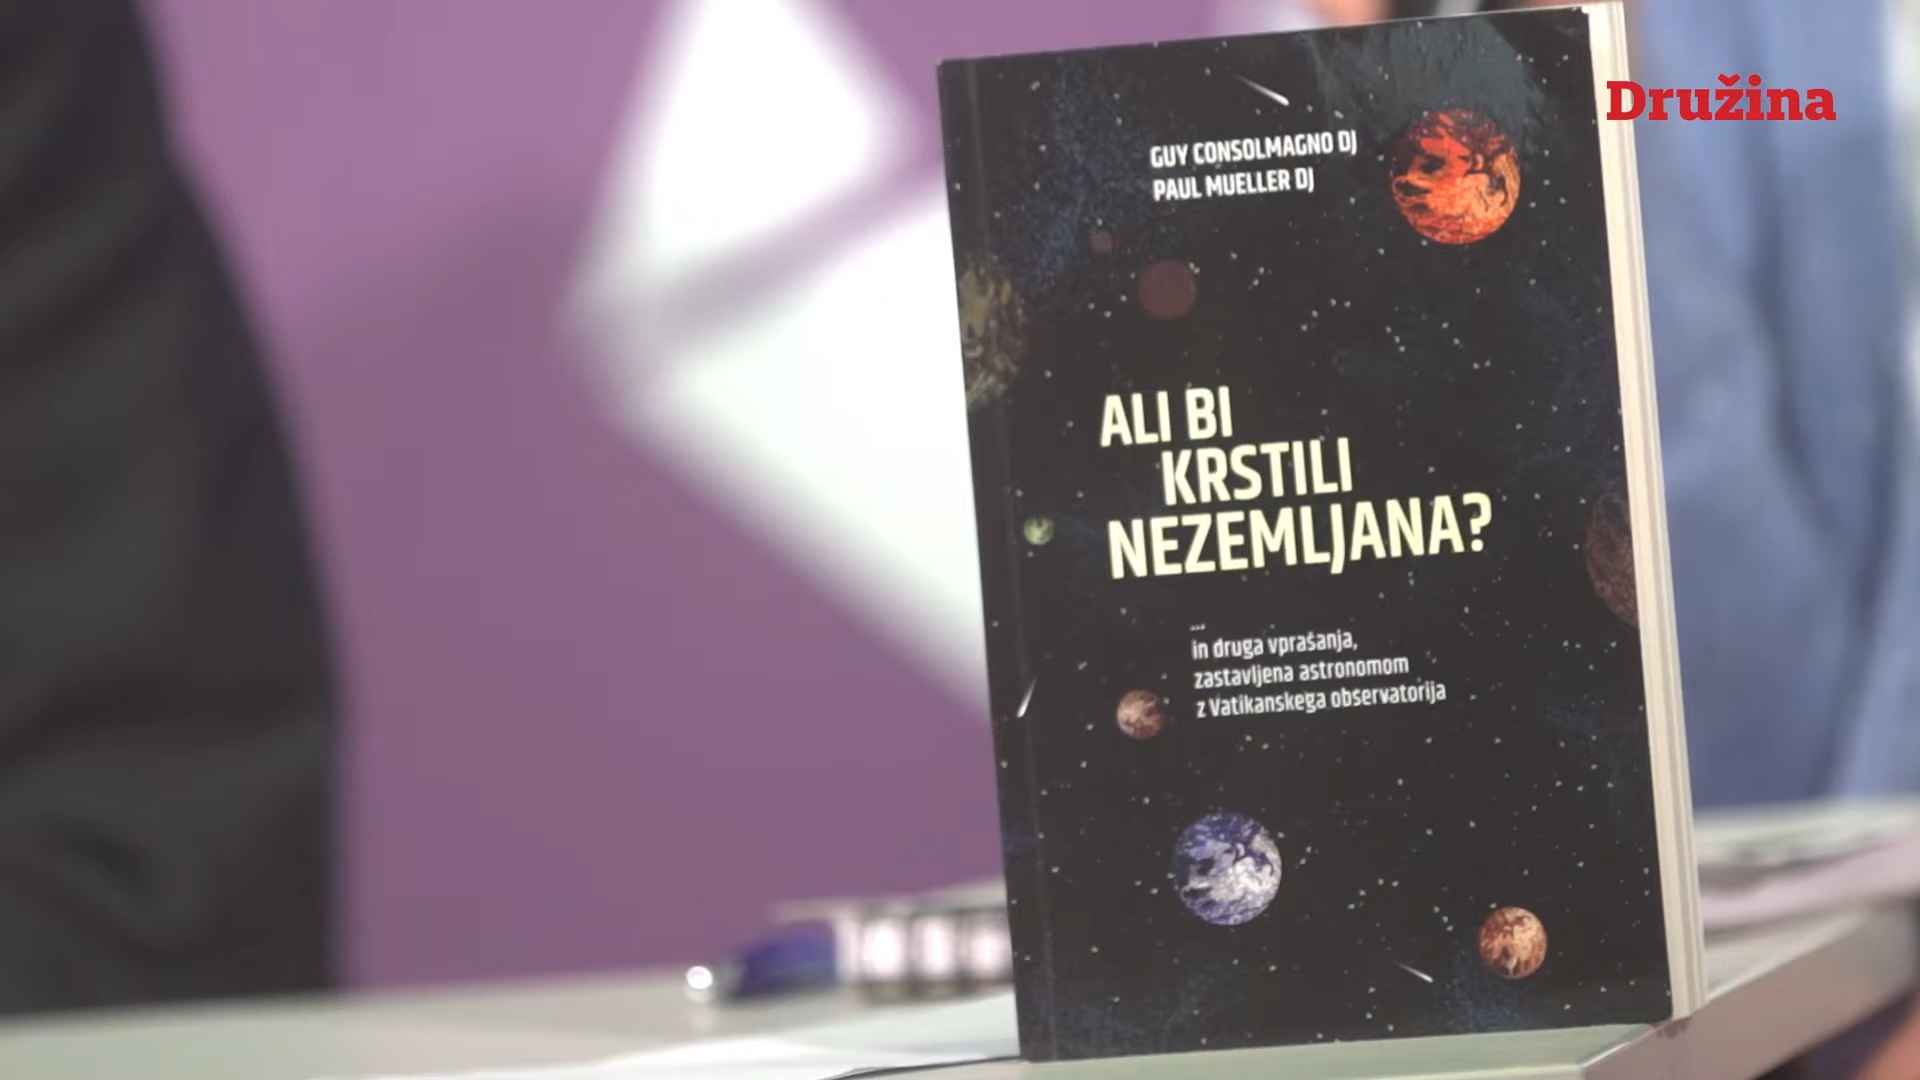 Družina
GUY CONSOLMAGNO DJ
PAUL MUELLER DJ
ALI BI
KRSTILI
NEZEMLJANA?
...
in druga vprašanja,
zastavljena astronomom
z Vatikanskega observatorija